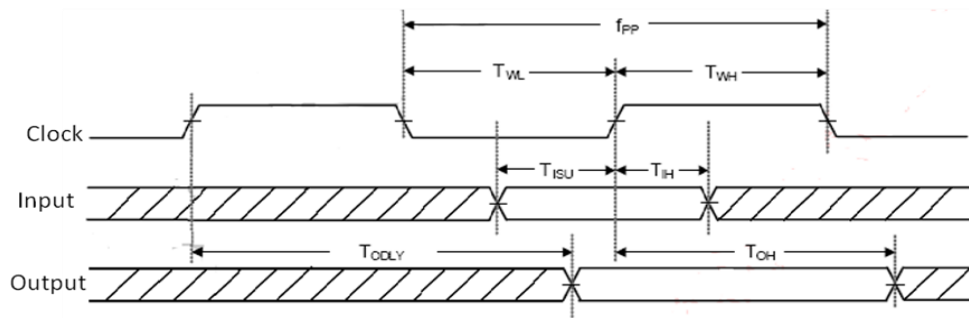 fPP
TWL TWH
Clock
TISU TIH
Input
TODLY TOH
Output